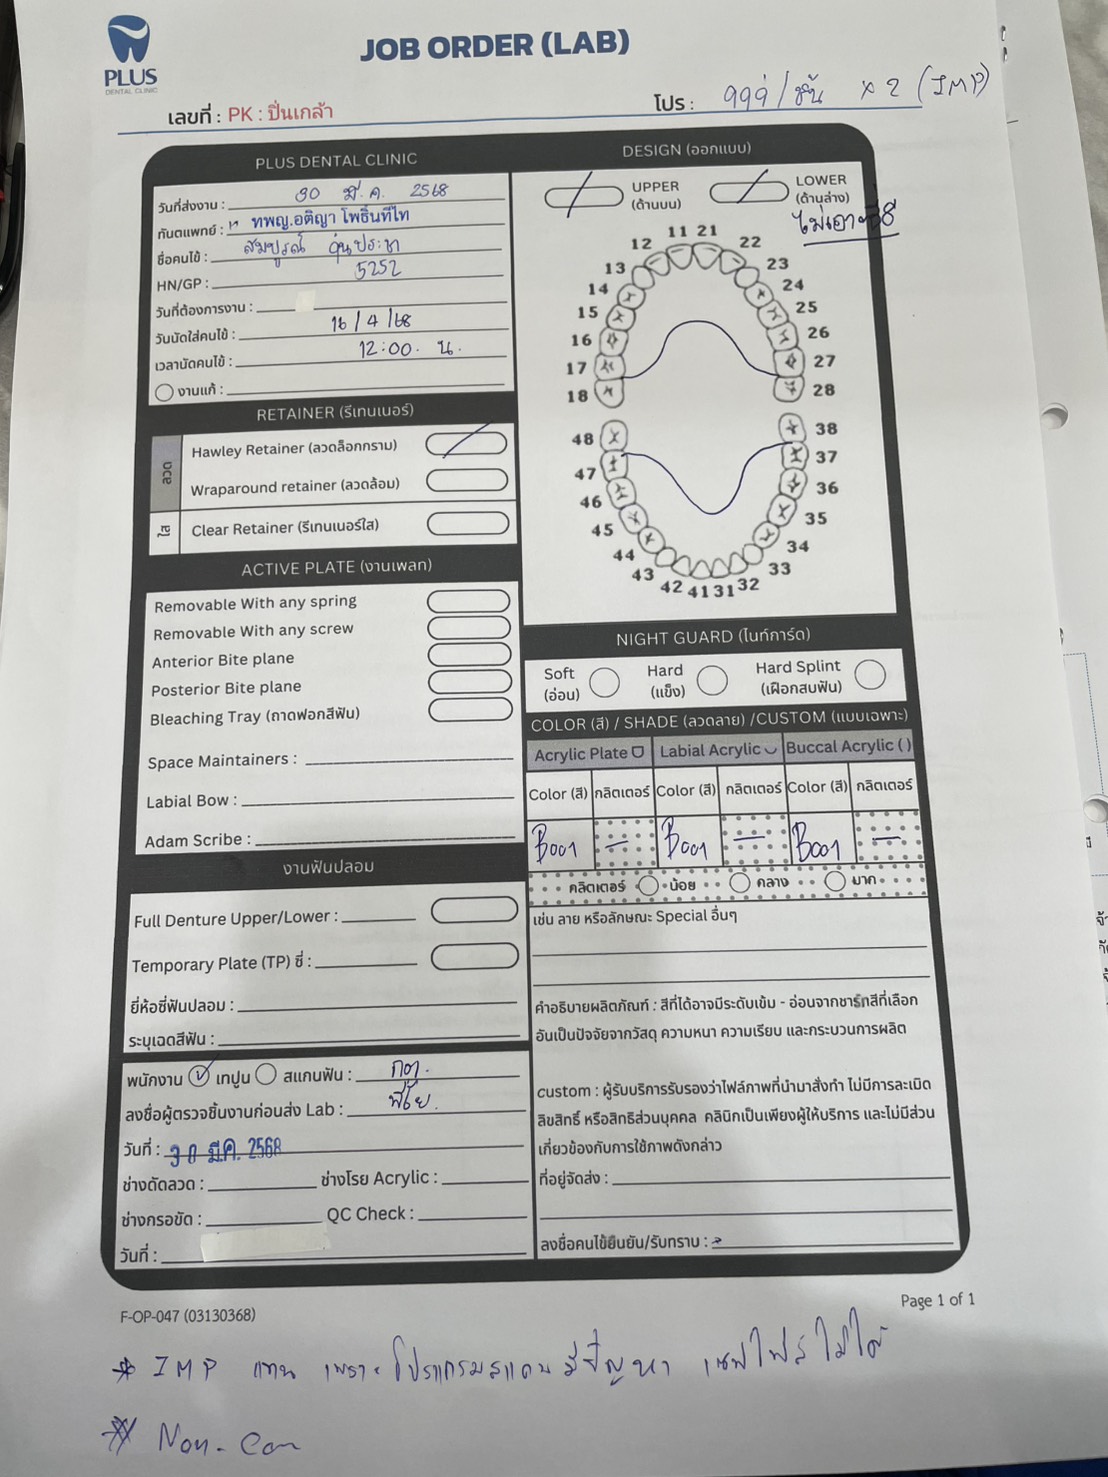 PLUS
DENTAL CLINIC
JOB ORDER (LAB)
เลขที่ : PK : ปิ่นเกล้า
โปร : 999/ชิ้น x 2 (IMP)
PLUS DENTAL CLINIC
วันที่ส่งงาน : 30 มี.ค. 2568
ทันตแพทย์ : ทพญ.อติญา โพธิ์นทีไท
ชื่อคนไข้ : สมบูรณ์
HN/GP : 5252
วันที่ต้องการงาน :
วันนัดใส่คนไข้ : 16/4/68
เวลานัดคนไข้ : 12:00 น.
งานแก้ :
DESIGN (ออกแบบ)
UPPER
(ด้านบน)
LOWER
(ด้านล่าง)
11 21
12 22
13 23
14 24
15 25
16 26
17 27
18 28
48 38
47 37
46 36
45 35
44 34
43 33
42 41 31 32
RETAINER (รีเทนเนอร์)
ลวด
Hawley Retainer (ลวดล็อกกราม)
Wraparound retainer (ลวดล้อม)
ใส
Clear Retainer (รีเทนเนอร์ใส)
ACTIVE PLATE (งานเพลท)
Removable With any spring
Removable With any screw
Anterior Bite plane
Posterior Bite plane
Bleaching Tray (ถาดฟอกสีฟัน)
Space Maintainers :
Labial Bow :
Adam Scribe :
NIGHT GUARD (ไนท์การ์ด)
Soft
(อ่อน)
Hard
(แข็ง)
Hard Splint
(เฝือกสบฟัน)
COLOR (สี) / SHADE (ลวดลาย) /CUSTOM (แบบเฉพาะ)
Acrylic Plate Labial Acrylic Buccal Acrylic ( )
Color (สี) กลิตเตอร์ Color (สี) กลิตเตอร์ Color (สี) กลิตเตอร์
B001 — B001 — B001 —
กลิตเตอร์ น้อย กลาง มาก
เช่น ลาย หรือลักษณะ Special อื่นๆ
งานฟันปลอม
Full Denture Upper/Lower :
Temporary Plate (TP) ซี่ :
ยี่ห้อซี่ฟันปลอม :
ระบุเฉดสีฟัน :
คำอธิบายผลิตภัณฑ์ : สีที่ได้อาจมีระดับเข้ม - อ่อนจากชาร์ทสีที่เลือก
อันเป็นปัจจัยจากวัสดุ ความหนา ความเรียบ และกระบวนการผลิต
พนักงาน เทปูน สแกนฟัน :
ลงชื่อผู้ตรวจชิ้นงานก่อนส่ง Lab :
วันที่ : 30 มี.ค. 2568
ช่างดัดลวด : ช่างโรย Acrylic :
ช่างกรอขัด : QC Check :
วันที่ :
custom : ผู้รับบริการรับรองว่าไฟล์ภาพที่นำมาสั่งทำ ไม่มีการละเมิด
ลิขสิทธิ์ หรือสิทธิส่วนบุคคล คลินิกเป็นเพียงผู้ให้บริการ และไม่มีส่วน
เกี่ยวข้องกับการใช้ภาพดังกล่าว
ที่อยู่จัดส่ง :
ลงชื่อคนไข้ยืนยัน/รับทราบ :
F-OP-047 (03130368)
Page 1 of 1
* IMP แทน เพราะโปรแกรมสแกนมีปัญหา เซฟไฟล์ไม่ได้
* Non-Con